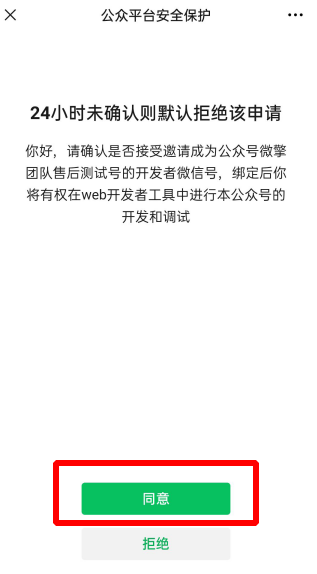 公众平台安全保护
24小时未确认则默认拒绝该申请
你好，请确认是否接受邀请成为公众号微擎
团队售后测试号的开发者微信号，绑定后你
将有权在web开发者工具中进行本公众号的
开发和调试
同意
拒绝